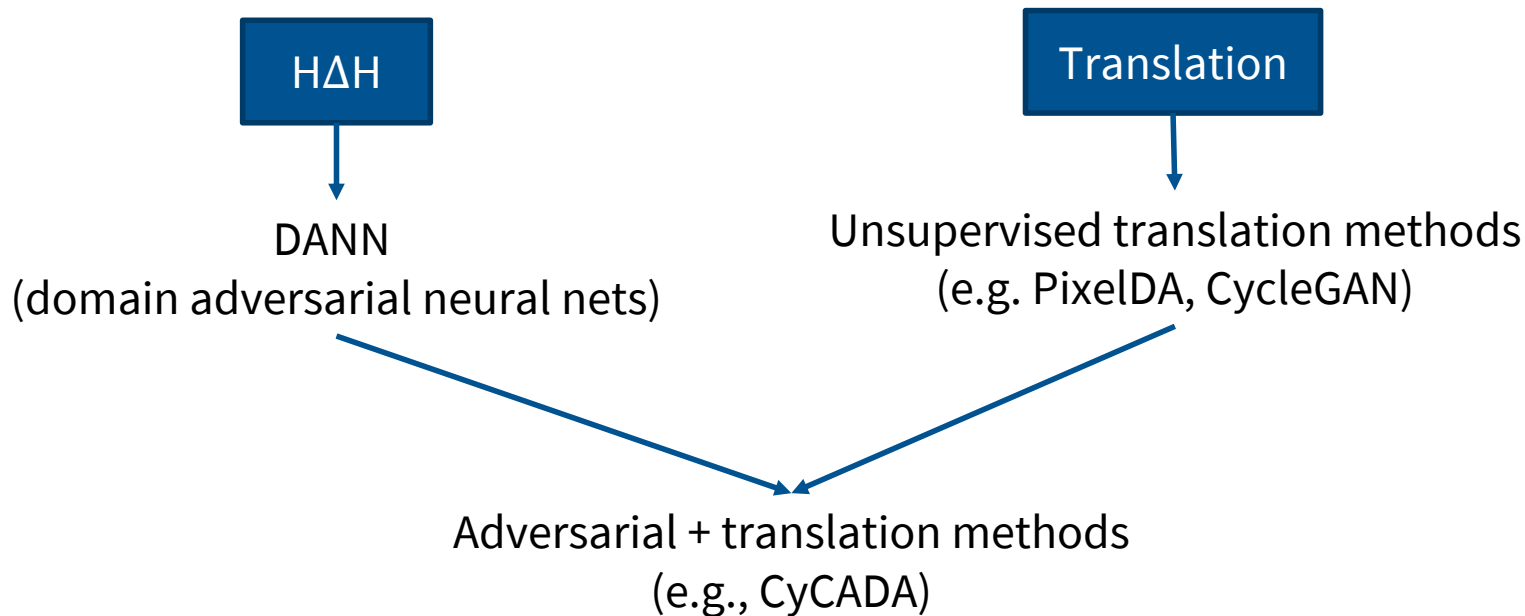 HΔH
Translation
DANN
(domain adversarial neural nets)
Unsupervised translation methods
(e.g. PixelDA, CycleGAN)
Adversarial + translation methods
(e.g., CyCADA)